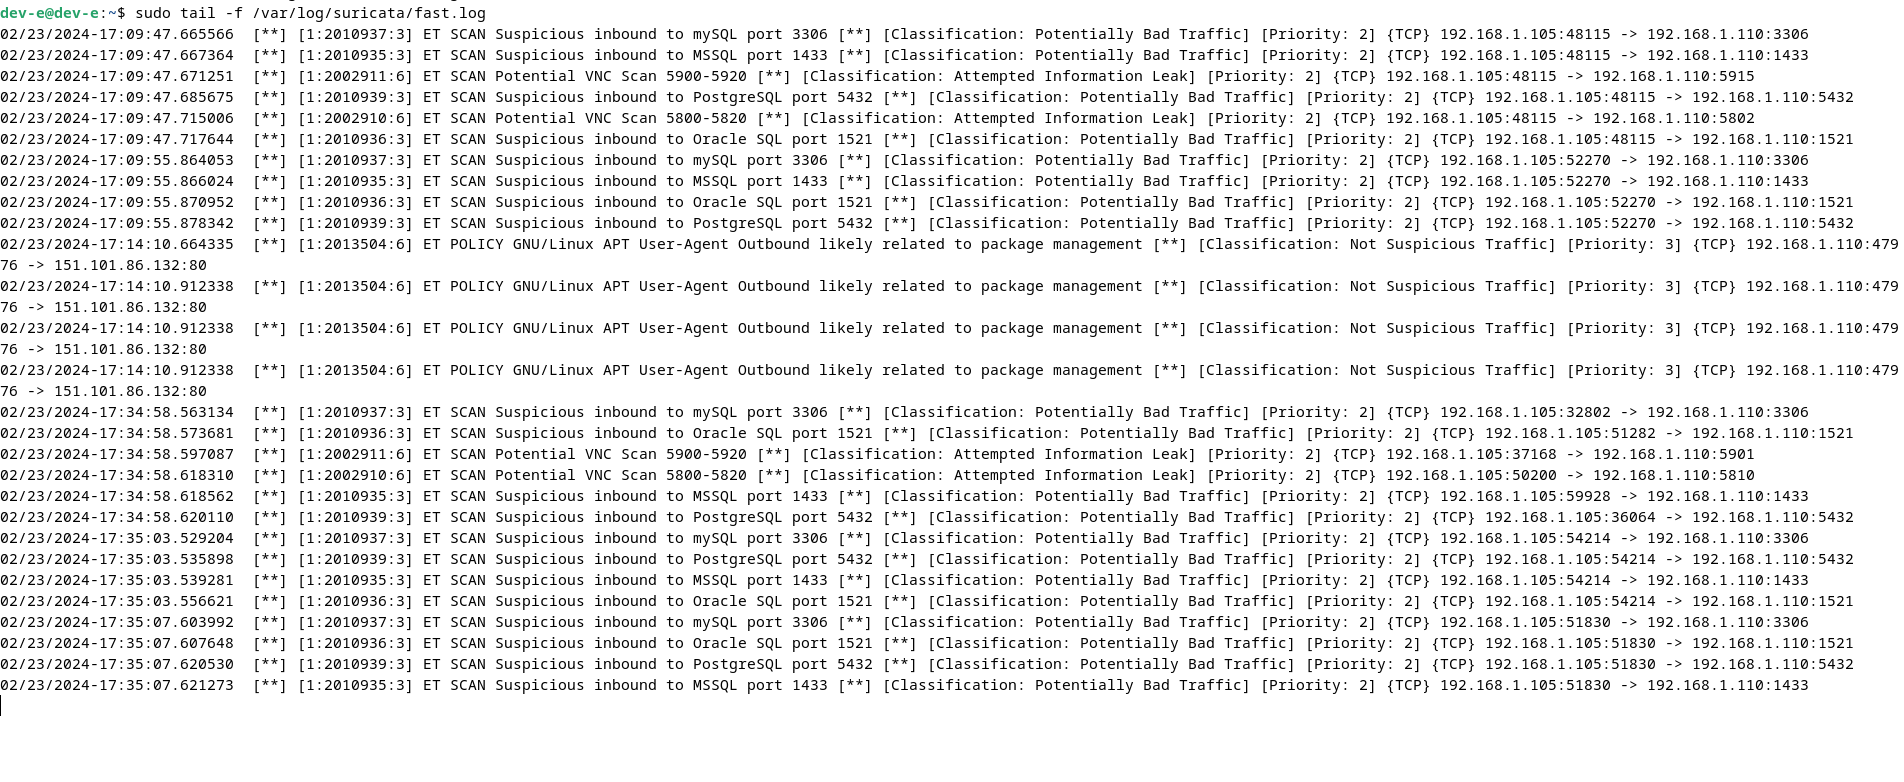 dev-e@dev-e:~$ sudo tail -f /var/log/suricata/fast.log
02/23/2024-17:09:47.665566  [**] [1:2010937:3] ET SCAN Suspicious inbound to mySQL port 3306 [**] [Classification: Potentially Bad Traffic] [Priority: 2] {TCP} 192.168.1.105:48115 -> 192.168.1.110:3306
02/23/2024-17:09:47.667364  [**] [1:2010935:3] ET SCAN Suspicious inbound to MSSQL port 1433 [**] [Classification: Potentially Bad Traffic] [Priority: 2] {TCP} 192.168.1.105:48115 -> 192.168.1.110:1433
02/23/2024-17:09:47.671251  [**] [1:2002911:6] ET SCAN Potential VNC Scan 5900-5920 [**] [Classification: Attempted Information Leak] [Priority: 2] {TCP} 192.168.1.105:48115 -> 192.168.1.110:5915
02/23/2024-17:09:47.685675  [**] [1:2010939:3] ET SCAN Suspicious inbound to PostgreSQL port 5432 [**] [Classification: Potentially Bad Traffic] [Priority: 2] {TCP} 192.168.1.105:48115 -> 192.168.1.110:5432
02/23/2024-17:09:47.715006  [**] [1:2002910:6] ET SCAN Potential VNC Scan 5800-5820 [**] [Classification: Attempted Information Leak] [Priority: 2] {TCP} 192.168.1.105:48115 -> 192.168.1.110:5802
02/23/2024-17:09:47.717644  [**] [1:2010936:3] ET SCAN Suspicious inbound to Oracle SQL port 1521 [**] [Classification: Potentially Bad Traffic] [Priority: 2] {TCP} 192.168.1.105:48115 -> 192.168.1.110:1521
02/23/2024-17:09:55.864053  [**] [1:2010937:3] ET SCAN Suspicious inbound to mySQL port 3306 [**] [Classification: Potentially Bad Traffic] [Priority: 2] {TCP} 192.168.1.105:52270 -> 192.168.1.110:3306
02/23/2024-17:09:55.866024  [**] [1:2010935:3] ET SCAN Suspicious inbound to MSSQL port 1433 [**] [Classification: Potentially Bad Traffic] [Priority: 2] {TCP} 192.168.1.105:52270 -> 192.168.1.110:1433
02/23/2024-17:09:55.870952  [**] [1:2010936:3] ET SCAN Suspicious inbound to Oracle SQL port 1521 [**] [Classification: Potentially Bad Traffic] [Priority: 2] {TCP} 192.168.1.105:52270 -> 192.168.1.110:1521
02/23/2024-17:09:55.878342  [**] [1:2010939:3] ET SCAN Suspicious inbound to PostgreSQL port 5432 [**] [Classification: Potentially Bad Traffic] [Priority: 2] {TCP} 192.168.1.105:52270 -> 192.168.1.110:5432
02/23/2024-17:14:10.664335  [**] [1:2013504:6] ET POLICY GNU/Linux APT User-Agent Outbound likely related to package management [**] [Classification: Not Suspicious Traffic] [Priority: 3] {TCP} 192.168.1.110:479
76 -> 151.101.86.132:80
02/23/2024-17:14:10.912338  [**] [1:2013504:6] ET POLICY GNU/Linux APT User-Agent Outbound likely related to package management [**] [Classification: Not Suspicious Traffic] [Priority: 3] {TCP} 192.168.1.110:479
76 -> 151.101.86.132:80
02/23/2024-17:14:10.912338  [**] [1:2013504:6] ET POLICY GNU/Linux APT User-Agent Outbound likely related to package management [**] [Classification: Not Suspicious Traffic] [Priority: 3] {TCP} 192.168.1.110:479
76 -> 151.101.86.132:80
02/23/2024-17:14:10.912338  [**] [1:2013504:6] ET POLICY GNU/Linux APT User-Agent Outbound likely related to package management [**] [Classification: Not Suspicious Traffic] [Priority: 3] {TCP} 192.168.1.110:479
76 -> 151.101.86.132:80
02/23/2024-17:34:58.563134  [**] [1:2010937:3] ET SCAN Suspicious inbound to mySQL port 3306 [**] [Classification: Potentially Bad Traffic] [Priority: 2] {TCP} 192.168.1.105:32802 -> 192.168.1.110:3306
02/23/2024-17:34:58.573681  [**] [1:2010936:3] ET SCAN Suspicious inbound to Oracle SQL port 1521 [**] [Classification: Potentially Bad Traffic] [Priority: 2] {TCP} 192.168.1.105:51282 -> 192.168.1.110:1521
02/23/2024-17:34:58.597087  [**] [1:2002911:6] ET SCAN Potential VNC Scan 5900-5920 [**] [Classification: Attempted Information Leak] [Priority: 2] {TCP} 192.168.1.105:37168 -> 192.168.1.110:5901
02/23/2024-17:34:58.618310  [**] [1:2002910:6] ET SCAN Potential VNC Scan 5800-5820 [**] [Classification: Attempted Information Leak] [Priority: 2] {TCP} 192.168.1.105:50200 -> 192.168.1.110:5810
02/23/2024-17:34:58.618562  [**] [1:2010935:3] ET SCAN Suspicious inbound to MSSQL port 1433 [**] [Classification: Potentially Bad Traffic] [Priority: 2] {TCP} 192.168.1.105:59928 -> 192.168.1.110:1433
02/23/2024-17:34:58.620110  [**] [1:2010939:3] ET SCAN Suspicious inbound to PostgreSQL port 5432 [**] [Classification: Potentially Bad Traffic] [Priority: 2] {TCP} 192.168.1.105:36064 -> 192.168.1.110:5432
02/23/2024-17:35:03.529204  [**] [1:2010937:3] ET SCAN Suspicious inbound to mySQL port 3306 [**] [Classification: Potentially Bad Traffic] [Priority: 2] {TCP} 192.168.1.105:54214 -> 192.168.1.110:3306
02/23/2024-17:35:03.535898  [**] [1:2010939:3] ET SCAN Suspicious inbound to PostgreSQL port 5432 [**] [Classification: Potentially Bad Traffic] [Priority: 2] {TCP} 192.168.1.105:54214 -> 192.168.1.110:5432
02/23/2024-17:35:03.539281  [**] [1:2010935:3] ET SCAN Suspicious inbound to MSSQL port 1433 [**] [Classification: Potentially Bad Traffic] [Priority: 2] {TCP} 192.168.1.105:54214 -> 192.168.1.110:1433
02/23/2024-17:35:03.556621  [**] [1:2010936:3] ET SCAN Suspicious inbound to Oracle SQL port 1521 [**] [Classification: Potentially Bad Traffic] [Priority: 2] {TCP} 192.168.1.105:54214 -> 192.168.1.110:1521
02/23/2024-17:35:07.603992  [**] [1:2010937:3] ET SCAN Suspicious inbound to mySQL port 3306 [**] [Classification: Potentially Bad Traffic] [Priority: 2] {TCP} 192.168.1.105:51830 -> 192.168.1.110:3306
02/23/2024-17:35:07.607648  [**] [1:2010936:3] ET SCAN Suspicious inbound to Oracle SQL port 1521 [**] [Classification: Potentially Bad Traffic] [Priority: 2] {TCP} 192.168.1.105:51830 -> 192.168.1.110:1521
02/23/2024-17:35:07.620530  [**] [1:2010939:3] ET SCAN Suspicious inbound to PostgreSQL port 5432 [**] [Classification: Potentially Bad Traffic] [Priority: 2] {TCP} 192.168.1.105:51830 -> 192.168.1.110:5432
02/23/2024-17:35:07.621273  [**] [1:2010935:3] ET SCAN Suspicious inbound to MSSQL port 1433 [**] [Classification: Potentially Bad Traffic] [Priority: 2] {TCP} 192.168.1.105:51830 -> 192.168.1.110:1433